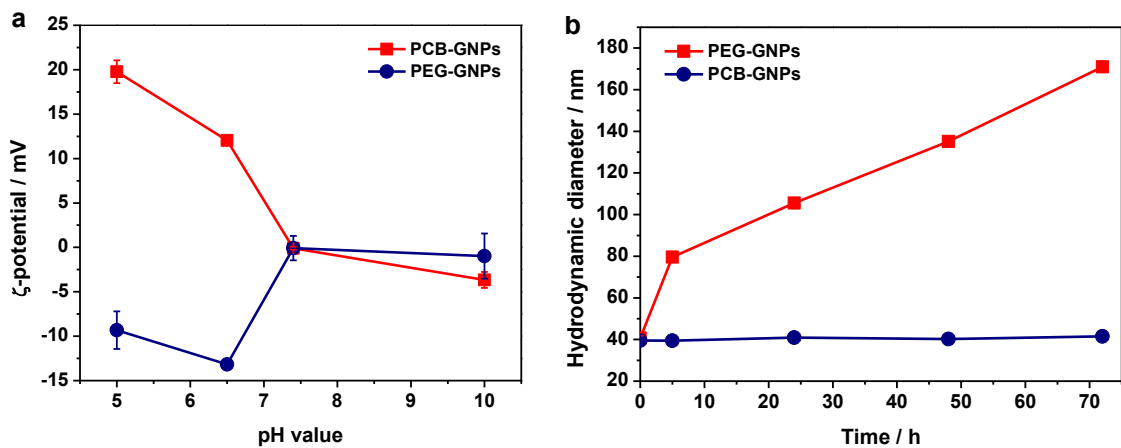 a
25
20
15
10
5
0
-5
-10
-15
ζ-potential / mV
PCB-GNPs
PEG-GNPs
5 6 7 8 9 10
pH value
b
180
160
140
120
100
80
60
40
20
Hydrodynamic diameter / nm
PEG-GNPs
PCB-GNPs
0 10 20 30 40 50 60 70
Time / h